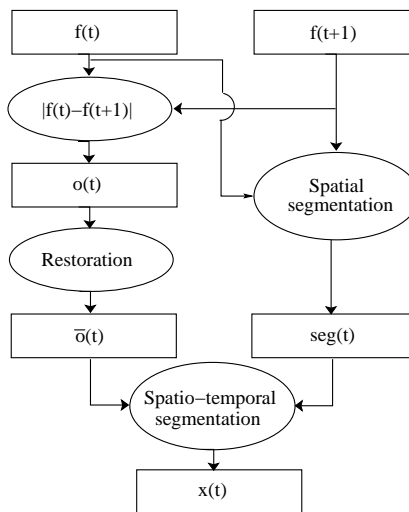 f(t)
f(t+1)
|f(t)−f(t+1)|
o(t)
Spatial
segmentation
Restoration
o̅(t)
seg(t)
Spatio−temporal
segmentation
x(t)